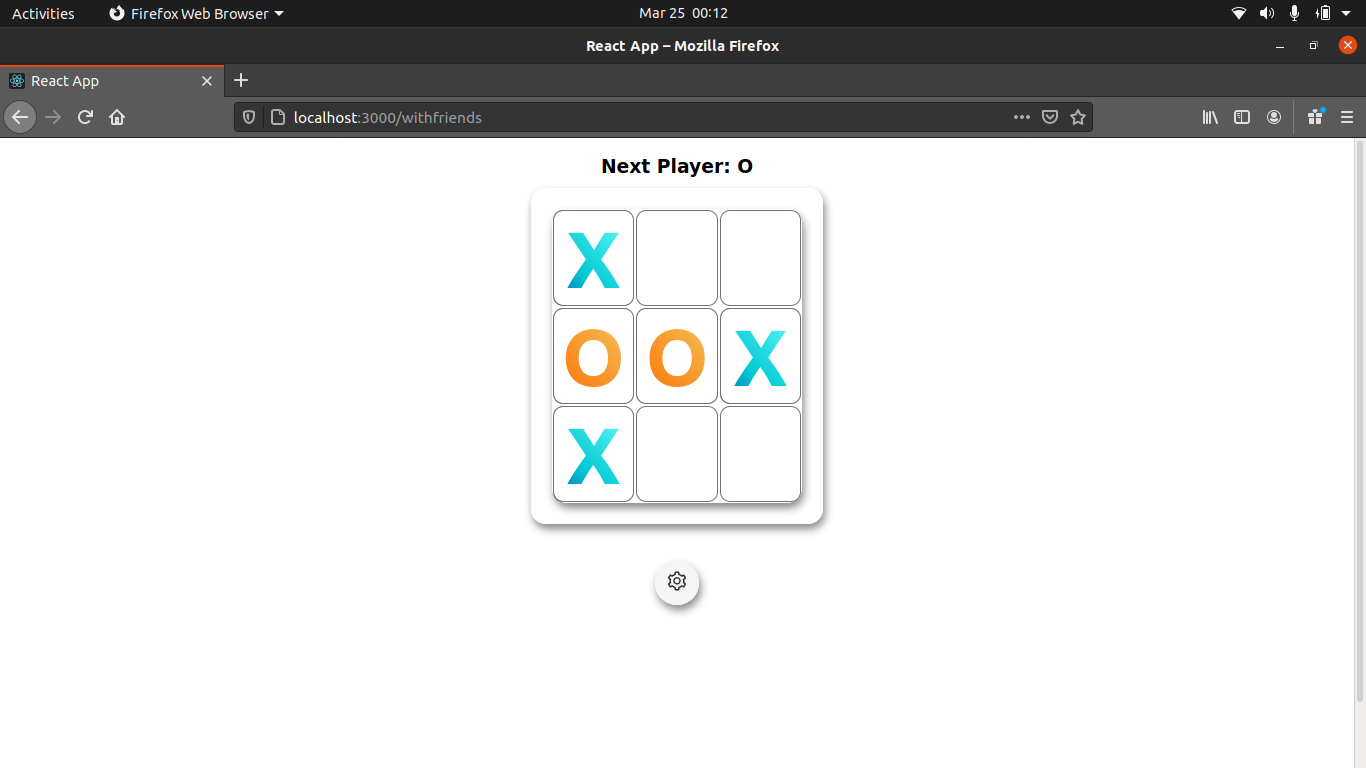 Activities Firefox Web Browser Mar 25 00:12
React App – Mozilla Firefox
React App
localhost:3000/withfriends
Next Player: O
X
O O X
X